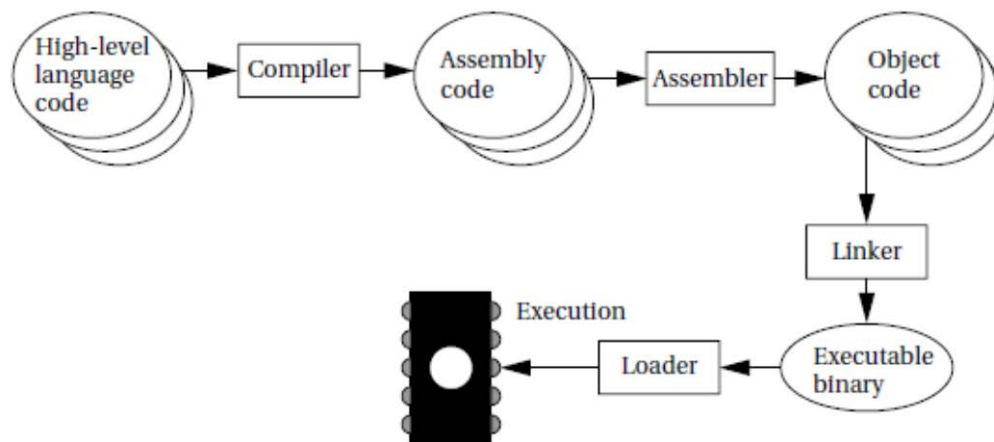 High-level
language
code
Compiler
Assembly
code
Assembler
Object
code
Linker
Execution
Loader
Executable
binary